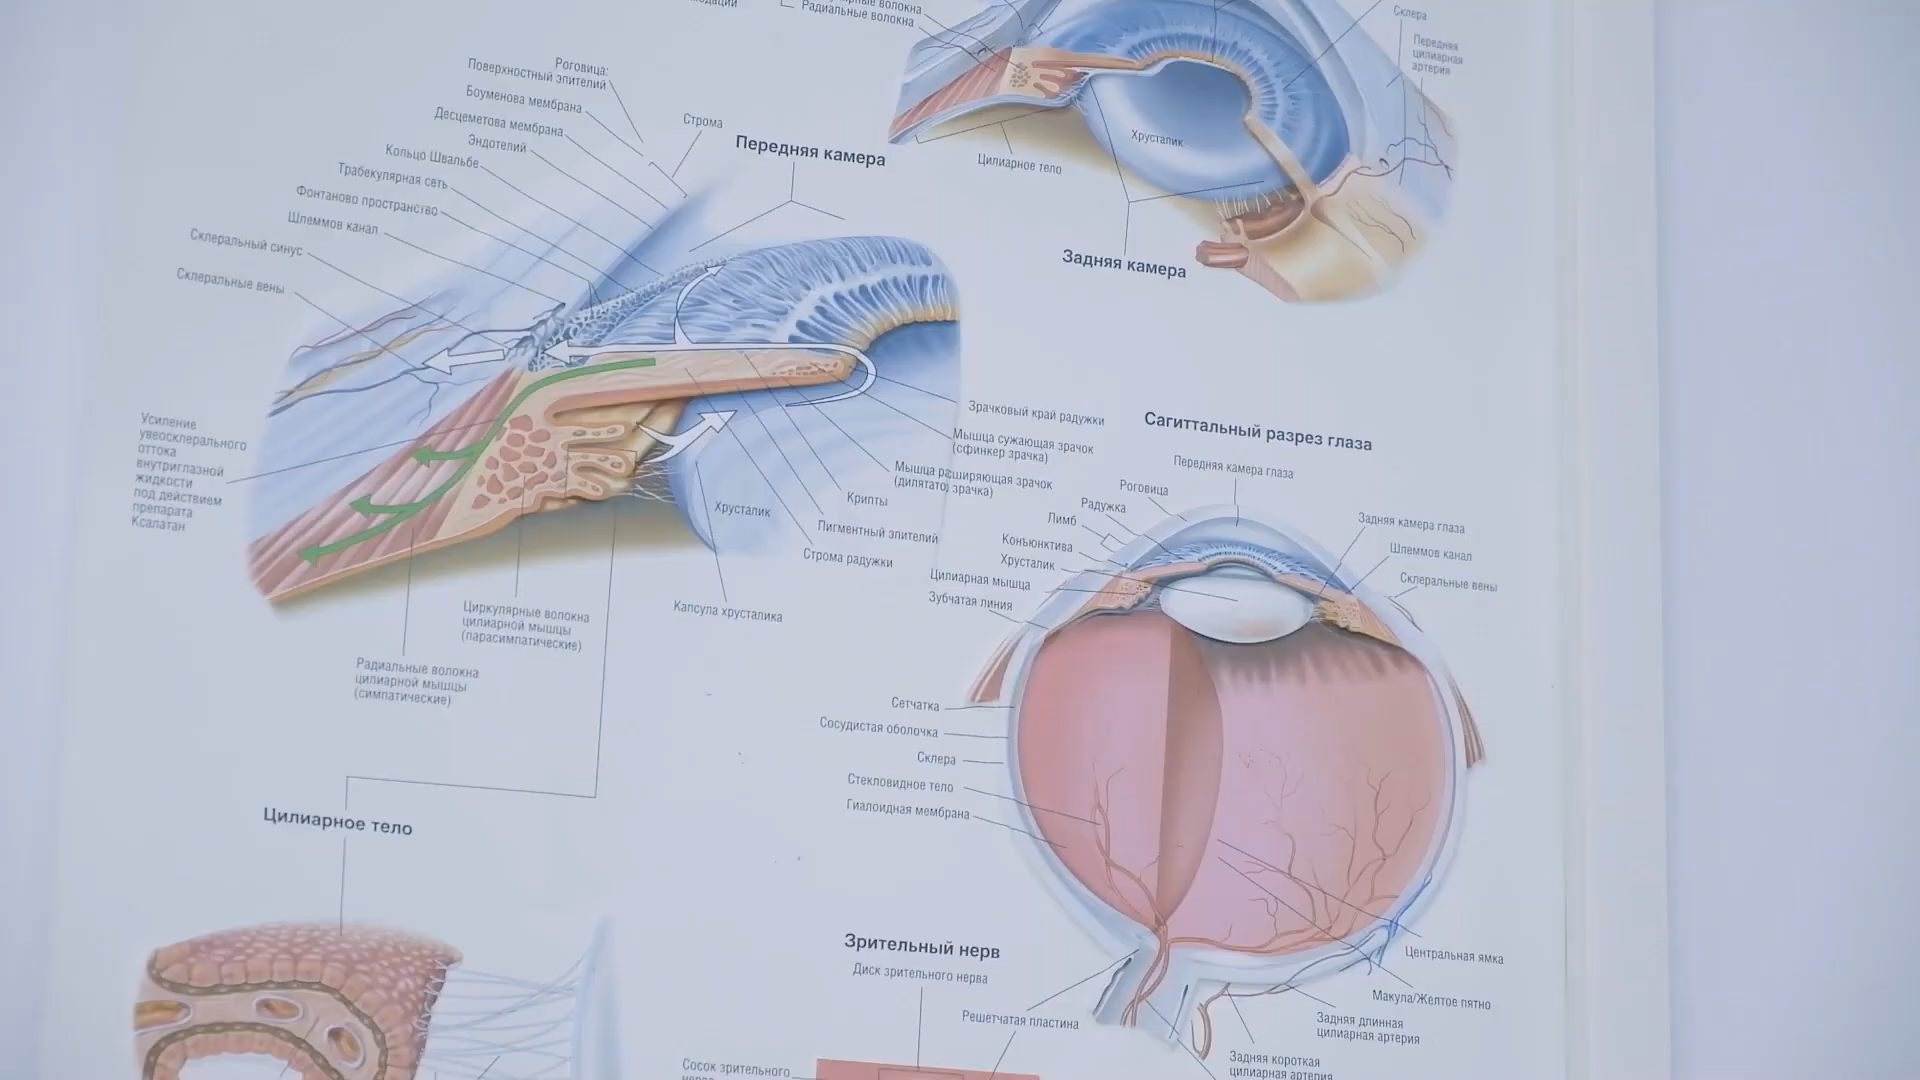 Радиальные волокна
Склера
Передняя
цилиарная
артерия
Хрусталик
Цилиарное тело
Задняя камера
Роговица:
Поверхностный эпителий
Боуменова мембрана
Десцеметова мембрана
Эндотелий
Кольцо Швальбе
Трабекулярная сеть
Фонтаново пространство
Шлеммов канал
Склеральный синус
Склеральные вены
Строма
Передняя камера
Усиление
увеосклерального
оттока
внутриглазной
жидкости
под действием
препарата
Ксалатан
Зрачковый край радужки
Мышца сужающая зрачок
(сфинкер зрачка)
Мышца расширяющая зрачок
(дилятатор зрачка)
Крипты
Пигментный эпителий
Строма радужки
Хрусталик
Капсула хрусталика
Циркулярные волокна
цилиарной мышцы
(парасимпатические)
Радиальные волокна
цилиарной мышцы
(симпатические)
Цилиарное тело
Сагиттальный разрез глаза
Передняя камера глаза
Роговица
Радужка
Лимб
Конъюнктива
Хрусталик
Цилиарная мышца
Зубчатая линия
Задняя камера глаза
Шлеммов канал
Склеральные вены
Сетчатка
Сосудистая оболочка
Склера
Стекловидное тело
Гиалоидная мембрана
Центральная ямка
Макула/Желтое пятно
Задняя длинная
цилиарная артерия
Задняя короткая
цилиарная артерия
Зрительный нерв
Диск зрительного нерва
Решетчатая пластина
Сосок зрительного